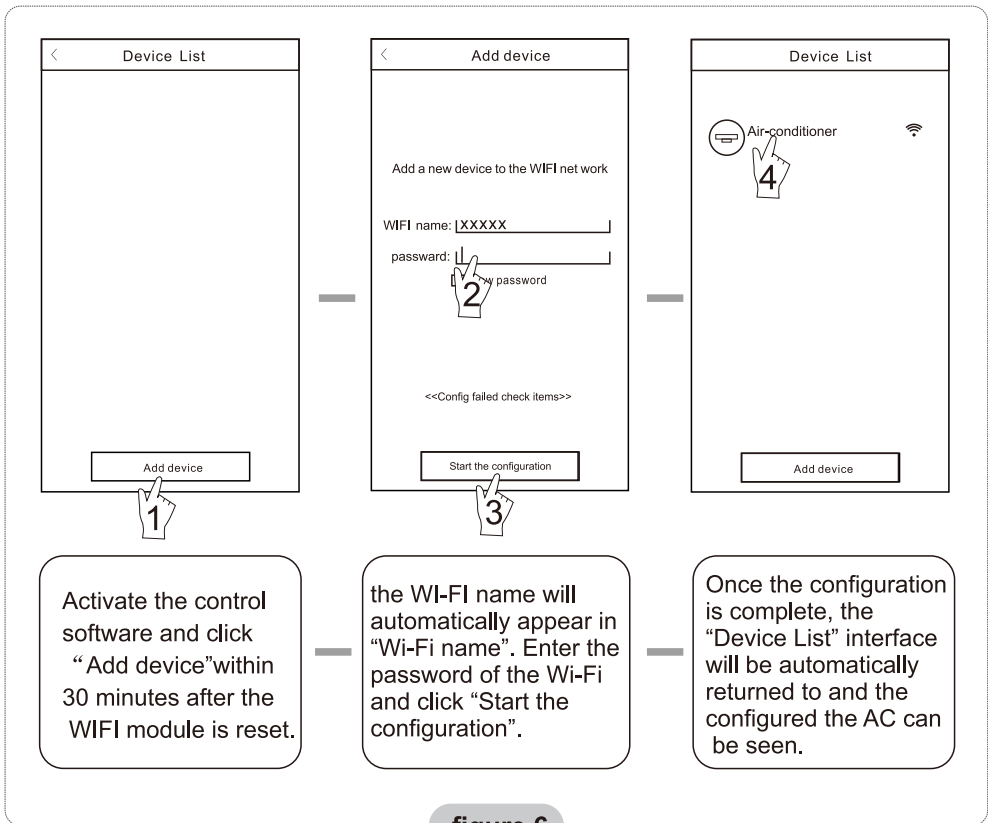 Device List
Add device
1
Add device
Add a new device to the WIFI net work
WIFI name: XXXXX
passward:
password
2
<<Config failed check items>>
Start the configuration
3
Device List
Air-conditioner
4
Add device
Activate the control
software and click
“Add device”within
30 minutes after the
WIFI module is reset.
the WI-FI name will
automatically appear in
“Wi-Fi name”. Enter the
password of the Wi-Fi
and click “Start the
configuration”.
Once the configuration
is complete, the
“Device List” interface
will be automatically
returned to and the
configured the AC can
be seen.
figure 6